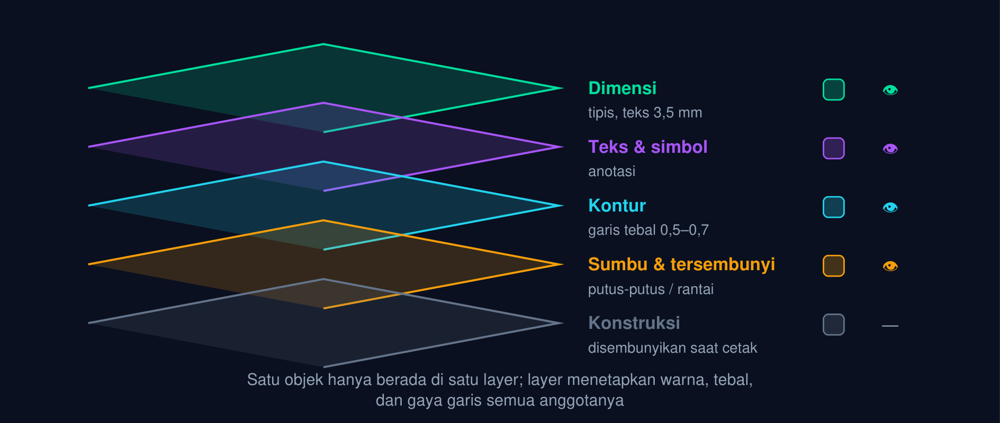 Dimensi
tipis, teks 3,5 mm
Teks & simbol
anotasi
Kontur
garis tebal 0,5–0,7
Sumbu & tersembunyi
putus-putus / rantai
Konstruksi
—
disembunyikan saat cetak
Satu objek hanya berada di satu layer; layer menetapkan warna, tebal,
dan gaya garis semua anggotanya